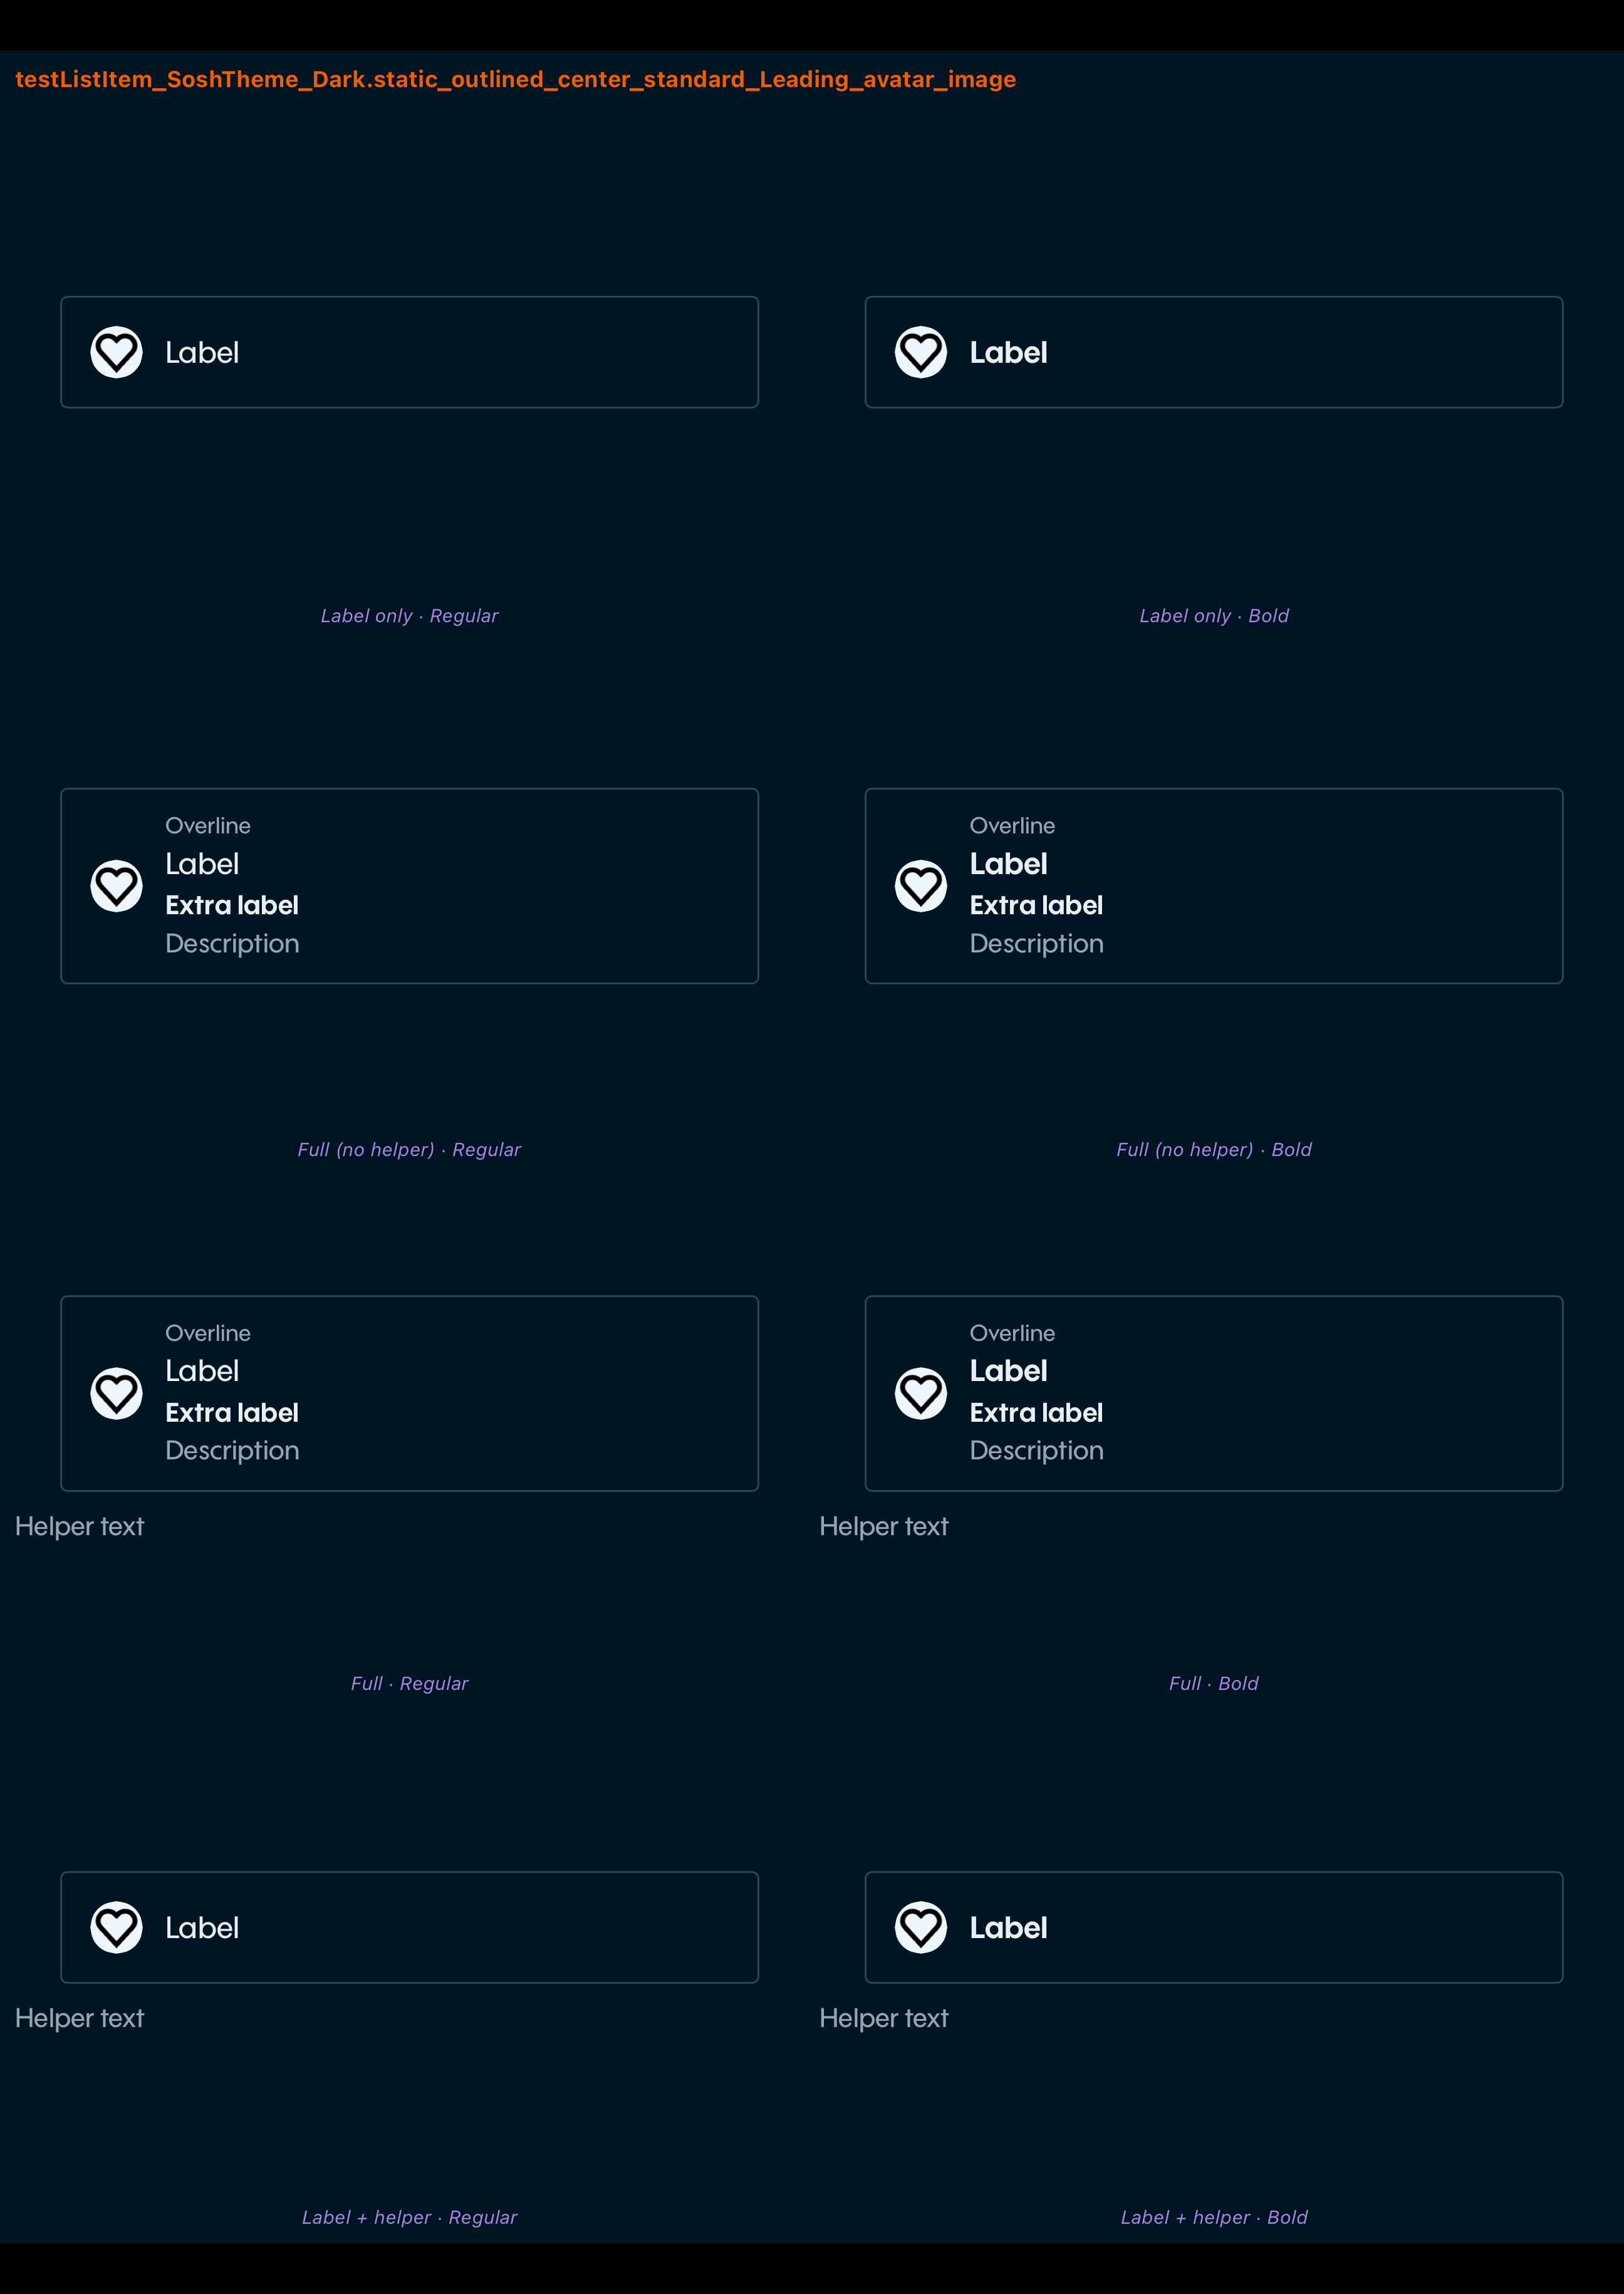 testListItem_SoshTheme_Dark.static_outlined_center_standard_Leading_avatar_image
Label
Label
Label only · Regular
Label only · Bold
Overline
Label
Extra label
Description
Overline
Label
Extra label
Description
Full (no helper) · Regular
Full (no helper) · Bold
Overline
Label
Extra label
Description
Helper text
Overline
Label
Extra label
Description
Helper text
Full · Regular
Full · Bold
Label
Helper text
Label
Helper text
Label + helper · Regular
Label + helper · Bold